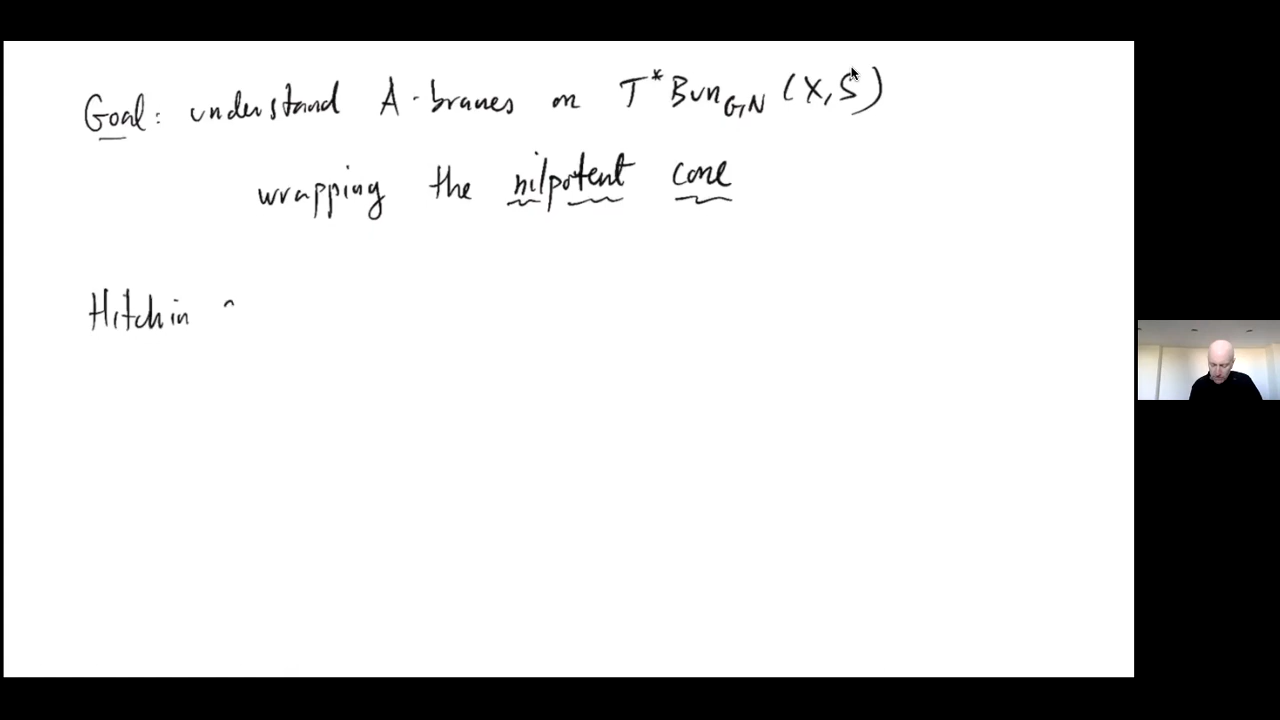 Goal: understand A-branes on T*Bun_{G,N} (X,S)
wrapping the nilpotent cone
Hitchin